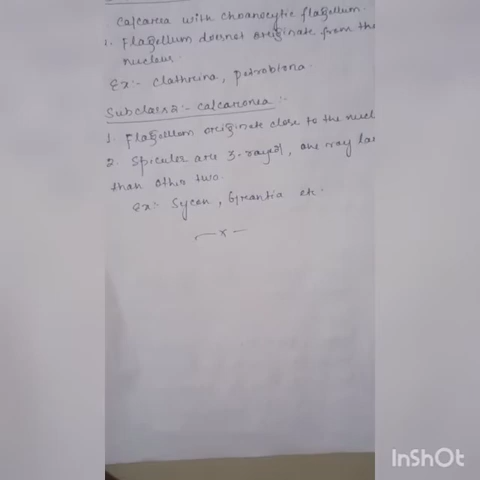 Calcarea with choanocytic flagellum.
1. Flagellum doesnot originate from the
nucleus.
Ex:- Clathrina, petrobiona.
Subclass 2:- Calcaronea :-
1. Flagellum originate close to the nucl
2. Spicules are 3-rayed, one ray la
than other two.
Ex:- Sycon, Grantia etc.
x
InShOt